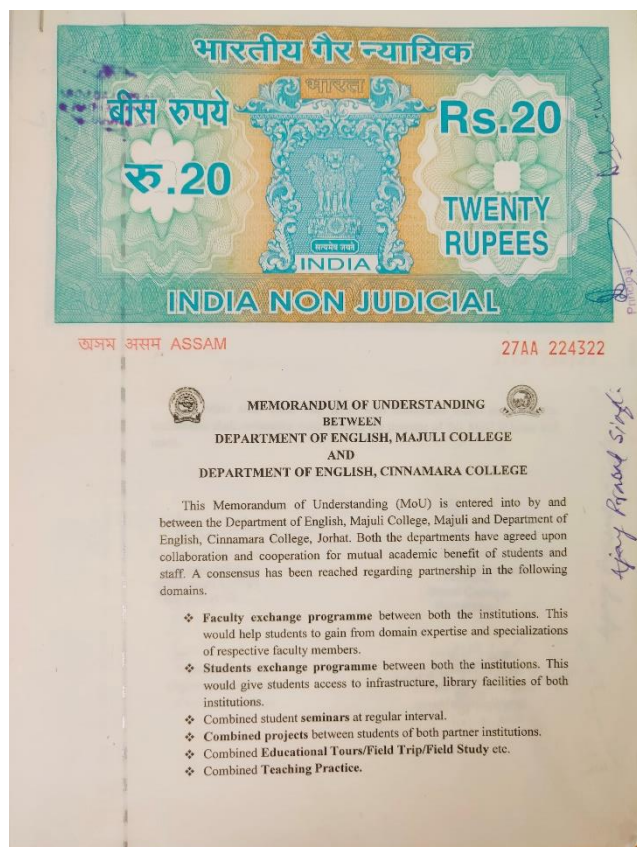 भारतीय गैर न्यायिक
भारत
बीस रुपये
Rs.20
रु.20
TWENTY
RUPEES
सत्यमेव जयते
INDIA
INDIA NON JUDICIAL
অসম असम ASSAM
27AA 224322
Principal
Ajay Prasad Singh
MEMORANDUM OF UNDERSTANDING
BETWEEN
DEPARTMENT OF ENGLISH, MAJULI COLLEGE
AND
DEPARTMENT OF ENGLISH, CINNAMARA COLLEGE
This Memorandum of Understanding (MoU) is entered into by and
between the Department of English, Majuli College, Majuli and Department of
English, Cinnamara College, Jorhat. Both the departments have agreed upon
collaboration and cooperation for mutual academic benefit of students and
staff. A consensus has been reached regarding partnership in the following
domains.
❖ Faculty exchange programme between both the institutions. This
would help students to gain from domain expertise and specializations
of respective faculty members.
❖ Students exchange programme between both the institutions. This
would give students access to infrastructure, library facilities of both
institutions.
❖ Combined student seminars at regular interval.
❖ Combined projects between students of both partner institutions.
❖ Combined Educational Tours/Field Trip/Field Study etc.
❖ Combined Teaching Practice.